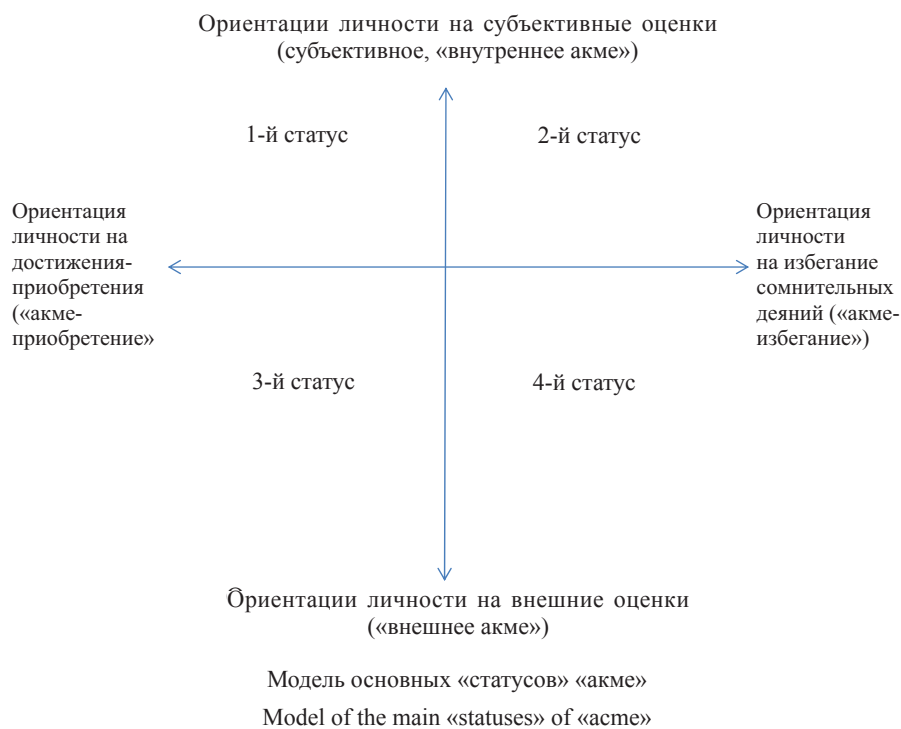 Ориентации личности на субъективные оценки
(субъективное, «внутреннее акме»)
1-й статус
2-й статус
Ориентация
личности на
достижения-
приобретения
(«акме-
приобретение»
Ориентация
личности
на избегание
сомнительных
деяний («акме-
избегание»)
3-й статус
4-й статус
Ориентации личности на внешние оценки
(«внешнее акме»)
Модель основных «статусов» «акме»
Model of the main «statuses» of «acme»